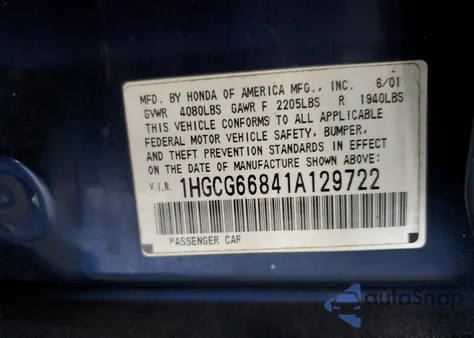 MFD. BY HONDA OF AMERICA MFG., INC. 6/01
GVWR 4080LBS GAWR F 2205LBS R 1940LBS
THIS VEHICLE CONFORMS TO ALL APPLICABLE
FEDERAL MOTOR VEHICLE SAFETY, BUMPER,
AND THEFT PREVENTION STANDARDS IN EFFECT
ON THE DATE OF MANUFACTURE SHOWN ABOVE:
V.I.N. 1HGCG66841A129722
PASSENGER CAR
autoSnap